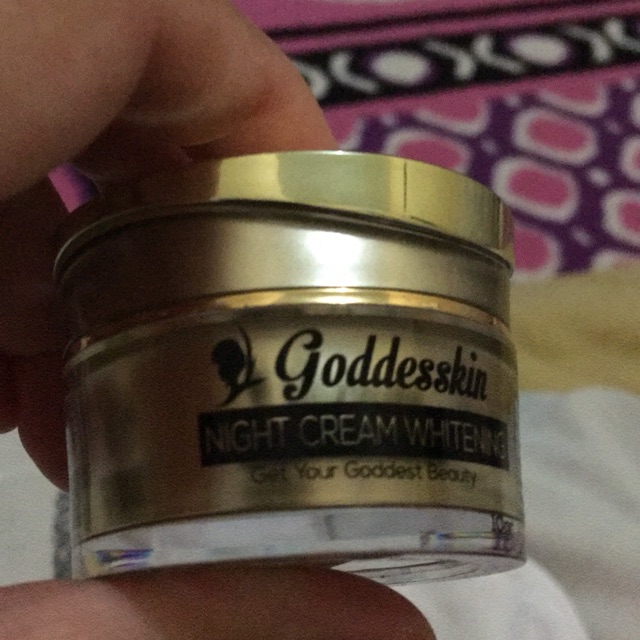 Goddesskin
NIGHT CREAM WHITENING
Get Your Goddest Beauty